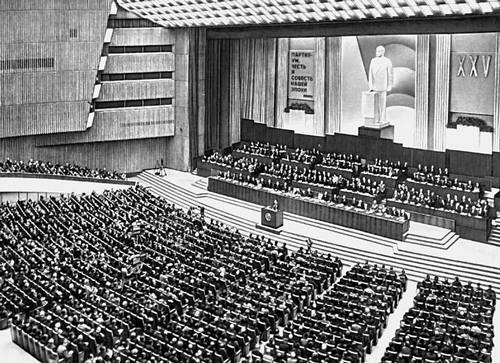 ПАРТИЯ-
УМ,
ЧЕСТЬ
И
СОВЕСТЬ
НАШЕЙ
ЭПОХИ
XXV